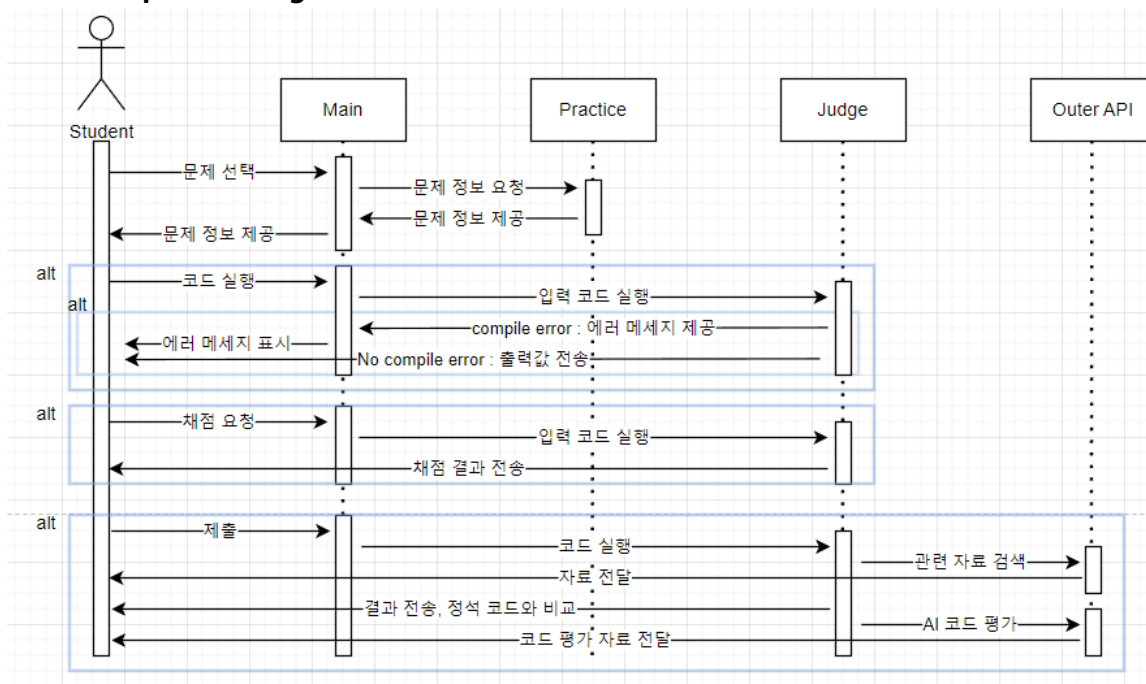 Student
Main
Practice
Judge
Outer API
문제 선택
문제 정보 요청
문제 정보 제공
문제 정보 제공
alt
코드 실행
alt
입력 코드 실행
compile error : 에러 메세지 제공
에러 메세지 표시
No compile error : 출력값 전송
alt
채점 요청
입력 코드 실행
채점 결과 전송
alt
제출
코드 실행
관련 자료 검색
자료 전달
결과 전송, 정석 코드와 비교
AI 코드 평가
코드 평가 자료 전달